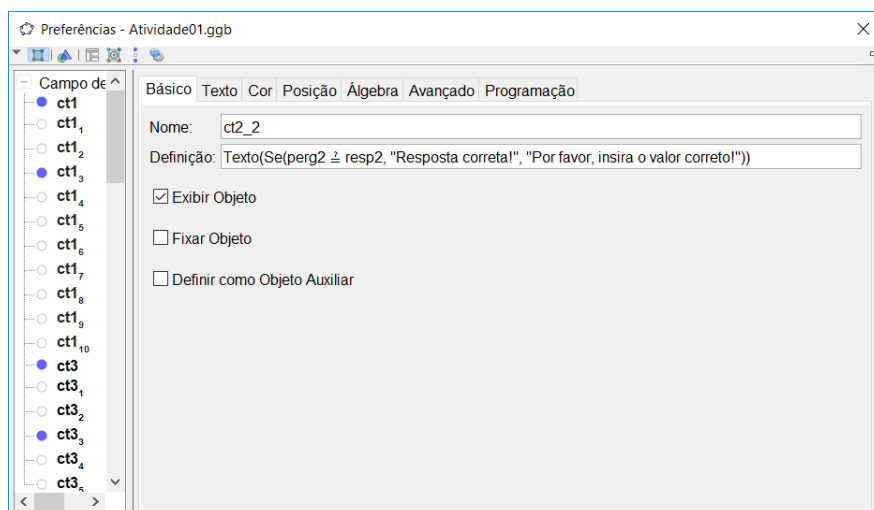 Preferências - Atividade01.ggb
Campo de
ct1
ct1₁
ct1₂
ct1₃
ct1₄
ct1₅
ct1₆
ct1₇
ct1₈
ct1₉
ct1₁₀
ct3
ct3₁
ct3₂
ct3₃
ct3₄
ct3₅
Básico Texto Cor Posição Álgebra Avançado Programação
Nome: ct2_2
Definição: Texto(Se(perg2 ≟ resp2, "Resposta correta!", "Por favor, insira o valor correto!"))
Exibir Objeto
Fixar Objeto
Definir como Objeto Auxiliar